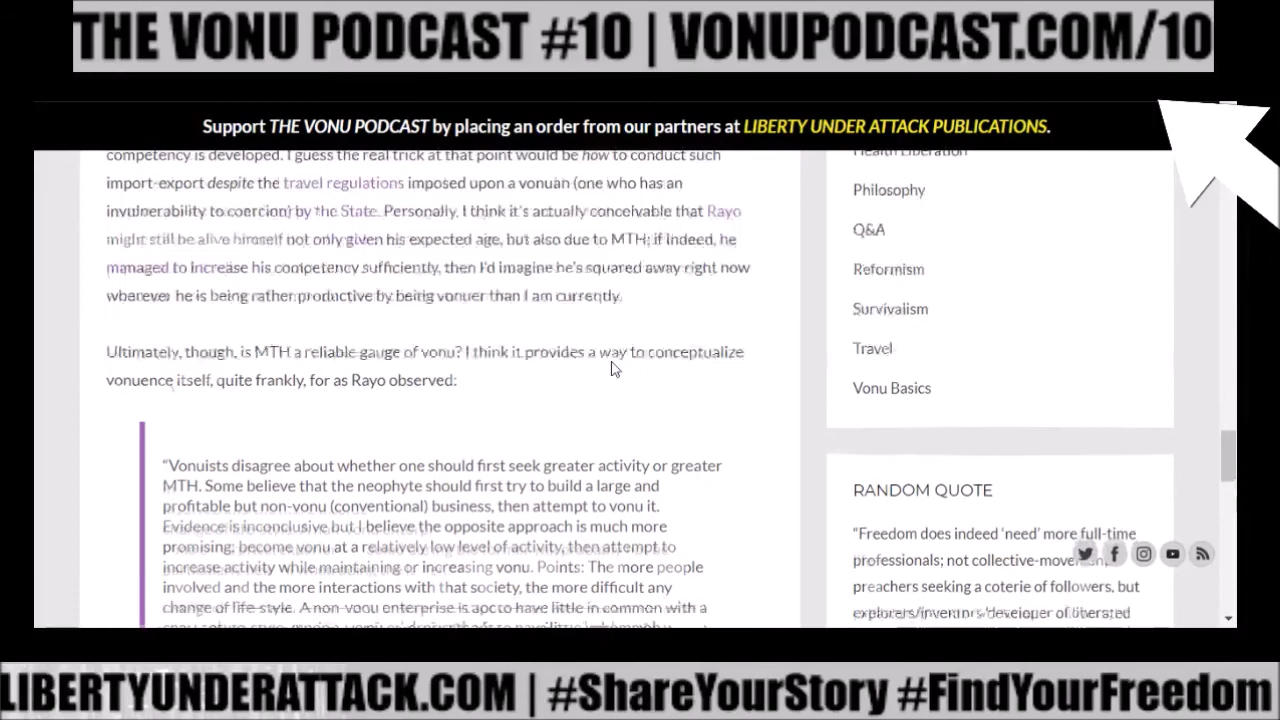 THE VONU PODCAST #10 | VONUPODCAST.COM/10
Support THE VONU PODCAST by placing an order from our partners at LIBERTY UNDER ATTACK PUBLICATIONS.
competency is developed. I guess the real trick at that point would be how to conduct such
import-export despite the travel regulations imposed upon a vonuan (one who has an
invulnerability to coercion) by the State. Personally, I think it's actually conceivable that Rayo
might still be alive himself not only given his expected age, but also due to MTH; if indeed, he
managed to increase his competency sufficiently, then I'd imagine he's squared away right now
wherever he is being rather productive by being vonuer than I am currently.
Ultimately, though, is MTH a reliable gauge of vonu? I think it provides a way to conceptualize
vonuence itself, quite frankly, for as Rayo observed:
“Vonuists disagree about whether one should first seek greater activity or greater
MTH. Some believe that the neophyte should first try to build a large and
profitable but non-vonu (conventional) business, then attempt to vonu it.
Evidence is inconclusive but I believe the opposite approach is much more
promising: become vonu at a relatively low level of activity, then attempt to
increase activity while maintaining or increasing vonu. Points: The more people
involved and the more interactions with that society, the more difficult any
change of life-style. A non-vonu enterprise is apt to have little in common with a
Health Liberation
Philosophy
Q&A
Reformism
Survivalism
Travel
Vonu Basics
RANDOM QUOTE
“Freedom does indeed ‘need’ more full-time
professionals; not collective-movement
preachers seeking a coterie of followers, but
of liberated
LIBERTYUNDERATTACK.COM | #ShareYourStory #FindYourFreedom